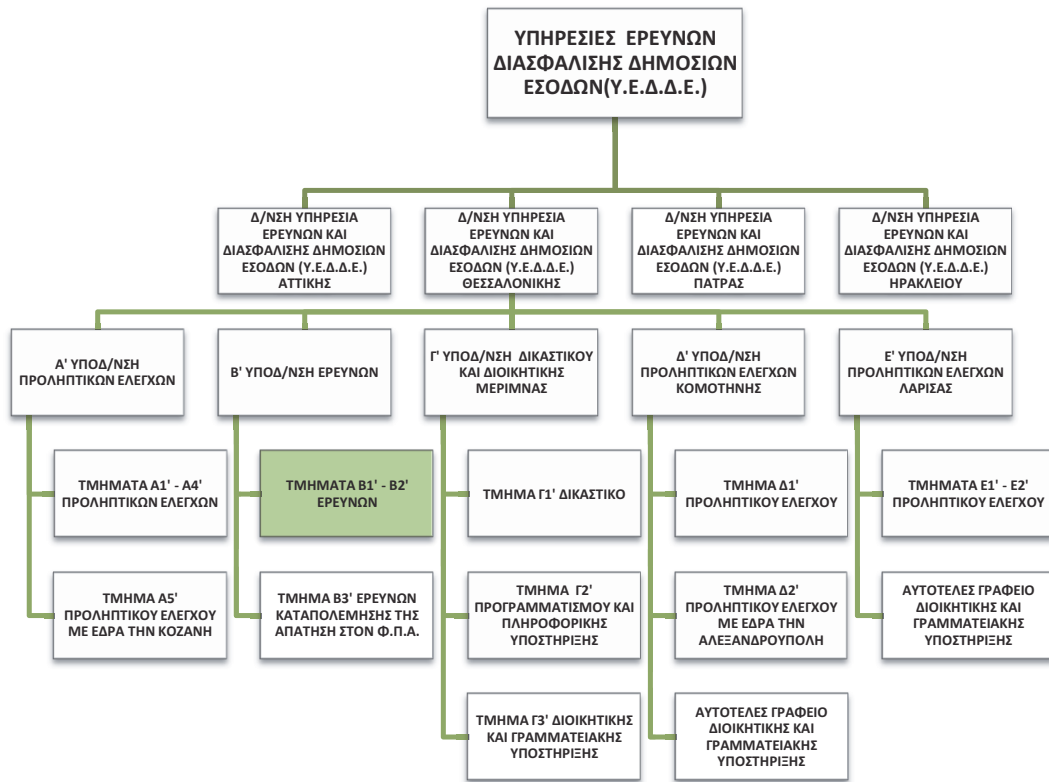 ΥΠΗΡΕΣΙΕΣ ΕΡΕΥΝΩΝ
ΔΙΑΣΦΑΛΙΣΗΣ ΔΗΜΟΣΙΩΝ
ΕΣΟΔΩΝ(Υ.Ε.Δ.Δ.Ε.)
Δ/ΝΣΗ ΥΠΗΡΕΣΙΑ
ΕΡΕΥΝΩΝ ΚΑΙ
ΔΙΑΣΦΑΛΙΣΗΣ ΔΗΜΟΣΙΩΝ
ΕΣΟΔΩΝ (Υ.Ε.Δ.Δ.Ε.)
ΑΤΤΙΚΗΣ
Δ/ΝΣΗ ΥΠΗΡΕΣΙΑ
ΕΡΕΥΝΩΝ ΚΑΙ
ΔΙΑΣΦΑΛΙΣΗΣ ΔΗΜΟΣΙΩΝ
ΕΣΟΔΩΝ (Υ.Ε.Δ.Δ.Ε.)
ΘΕΣΣΑΛΟΝΙΚΗΣ
Δ/ΝΣΗ ΥΠΗΡΕΣΙΑ
ΕΡΕΥΝΩΝ ΚΑΙ
ΔΙΑΣΦΑΛΙΣΗΣ ΔΗΜΟΣΙΩΝ
ΕΣΟΔΩΝ (Υ.Ε.Δ.Δ.Ε.)
ΠΑΤΡΑΣ
Δ/ΝΣΗ ΥΠΗΡΕΣΙΑ
ΕΡΕΥΝΩΝ ΚΑΙ
ΔΙΑΣΦΑΛΙΣΗΣ ΔΗΜΟΣΙΩΝ
ΕΣΟΔΩΝ (Υ.Ε.Δ.Δ.Ε.)
ΗΡΑΚΛΕΙΟΥ
Α' ΥΠΟΔ/ΝΣΗ
ΠΡΟΛΗΠΤΙΚΩΝ ΕΛΕΓΧΩΝ
Β' ΥΠΟΔ/ΝΣΗ ΕΡΕΥΝΩΝ
Γ' ΥΠΟΔ/ΝΣΗ ΔΙΚΑΣΤΙΚΟΥ
ΚΑΙ ΔΙΟΙΚΗΤΙΚΗΣ
ΜΕΡΙΜΝΑΣ
Δ' ΥΠΟΔ/ΝΣΗ
ΠΡΟΛΗΠΤΙΚΩΝ ΕΛΕΓΧΩΝ
ΚΟΜΟΤΗΝΗΣ
Ε' ΥΠΟΔ/ΝΣΗ
ΠΡΟΛΗΠΤΙΚΩΝ ΕΛΕΓΧΩΝ
ΛΑΡΙΣΑΣ
ΤΜΗΜΑΤΑ Α1' - Α4'
ΠΡΟΛΗΠΤΙΚΩΝ ΕΛΕΓΧΩΝ
ΤΜΗΜΑΤΑ Β1' - Β2'
ΕΡΕΥΝΩΝ
ΤΜΗΜΑ Γ1' ΔΙΚΑΣΤΙΚΟ
ΤΜΗΜΑ Δ1'
ΠΡΟΛΗΠΤΙΚΟΥ ΕΛΕΓΧΟΥ
ΤΜΗΜΑΤΑ Ε1' - Ε2'
ΠΡΟΛΗΠΤΙΚΟΥ ΕΛΕΓΧΟΥ
ΤΜΗΜΑ Α5'
ΠΡΟΛΗΠΤΙΚΟΥ ΕΛΕΓΧΟΥ
ΜΕ ΕΔΡΑ ΤΗΝ ΚΟΖΑΝΗ
ΤΜΗΜΑ Β3' ΕΡΕΥΝΩΝ
ΚΑΤΑΠΟΛΕΜΗΣΗΣ ΤΗΣ
ΑΠΑΤΗΣΗ ΣΤΟΝ Φ.Π.Α.
ΤΜΗΜΑ Γ2'
ΠΡΟΓΡΑΜΜΑΤΙΣΜΟΥ ΚΑΙ
ΠΛΗΡΟΦΟΡΙΚΗΣ
ΥΠΟΣΤΗΡΙΞΗΣ
ΤΜΗΜΑ Δ2'
ΠΡΟΛΗΠΤΙΚΟΥ ΕΛΕΓΧΟΥ
ΜΕ ΕΔΡΑ ΤΗΝ
ΑΛΕΞΑΝΔΡΟΥΠΟΛΗ
ΑΥΤΟΤΕΛΕΣ ΓΡΑΦΕΙΟ
ΔΙΟΙΚΗΤΙΚΗΣ ΚΑΙ
ΓΡΑΜΜΑΤΕΙΑΚΗΣ
ΥΠΟΣΤΗΡΙΞΗΣ
ΤΜΗΜΑ Γ3' ΔΙΟΙΚΗΤΙΚΗΣ
ΚΑΙ ΓΡΑΜΜΑΤΕΙΑΚΗΣ
ΥΠΟΣΤΗΡΙΞΗΣ
ΑΥΤΟΤΕΛΕΣ ΓΡΑΦΕΙΟ
ΔΙΟΙΚΗΤΙΚΗΣ ΚΑΙ
ΓΡΑΜΜΑΤΕΙΑΚΗΣ
ΥΠΟΣΤΗΡΙΞΗΣ